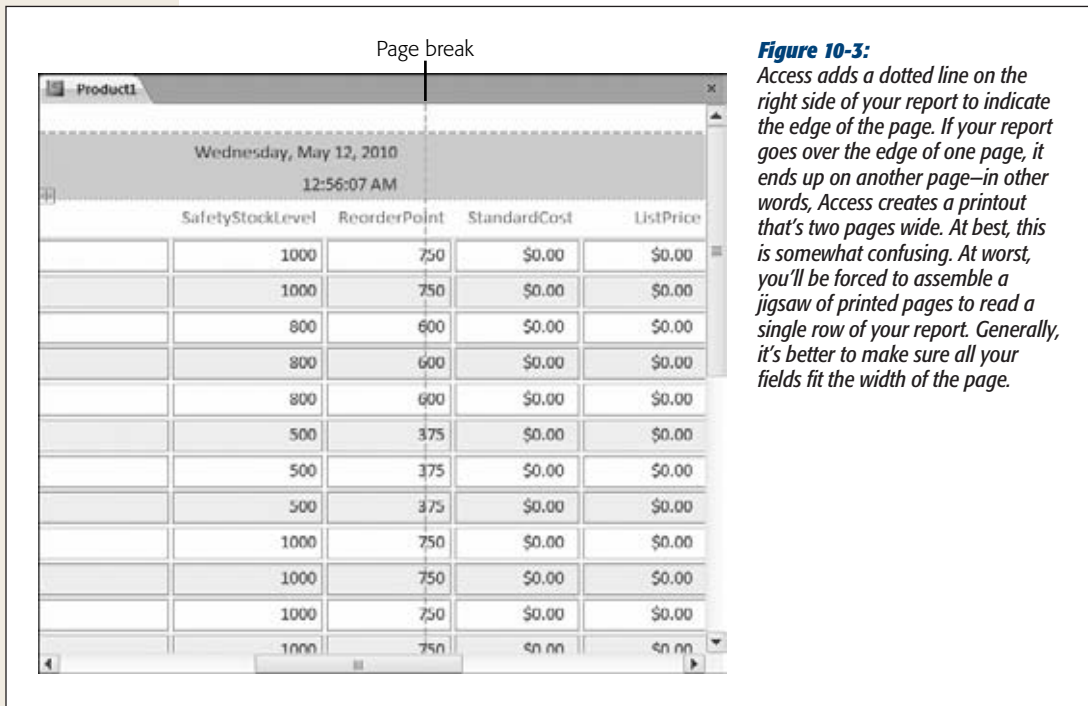 Page break
Product1
Wednesday, May 12, 2010
12:56:07 AM
SafetyStockLevel ReorderPoint StandardCost ListPrice
1000 750 $0.00 $0.00
1000 750 $0.00 $0.00
800 600 $0.00 $0.00
800 600 $0.00 $0.00
800 600 $0.00 $0.00
500 375 $0.00 $0.00
500 375 $0.00 $0.00
500 375 $0.00 $0.00
1000 750 $0.00 $0.00
1000 750 $0.00 $0.00
1000 750 $0.00 $0.00
1000 750 $0.00 $0.00
Figure 10-3:
Access adds a dotted line on the
right side of your report to indicate
the edge of the page. If your report
goes over the edge of one page, it
ends up on another page—in other
words, Access creates a printout
that's two pages wide. At best, this
is somewhat confusing. At worst,
you'll be forced to assemble a
jigsaw of printed pages to read a
single row of your report. Generally,
it's better to make sure all your
fields fit the width of the page.